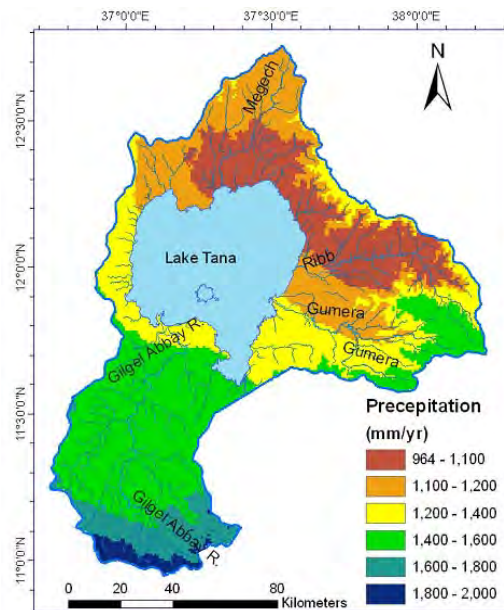 37°0'0"E 37°30'0"E 38°0'0"E
N
12°30'0"N
12°0'0"N
11°30'0"N
11°0'0"N
Megech
Lake Tana
Ribb
Gumera
Gumera
Gilgel Abbay R.
Gilgel Abbay R.
Precepitation
(mm/yr)
964 - 1,100
1,100 - 1,200
1,200 - 1,400
1,400 - 1,600
1,600 - 1,800
1,800 - 2,000
0 10 20 40 60 80
Kilometers